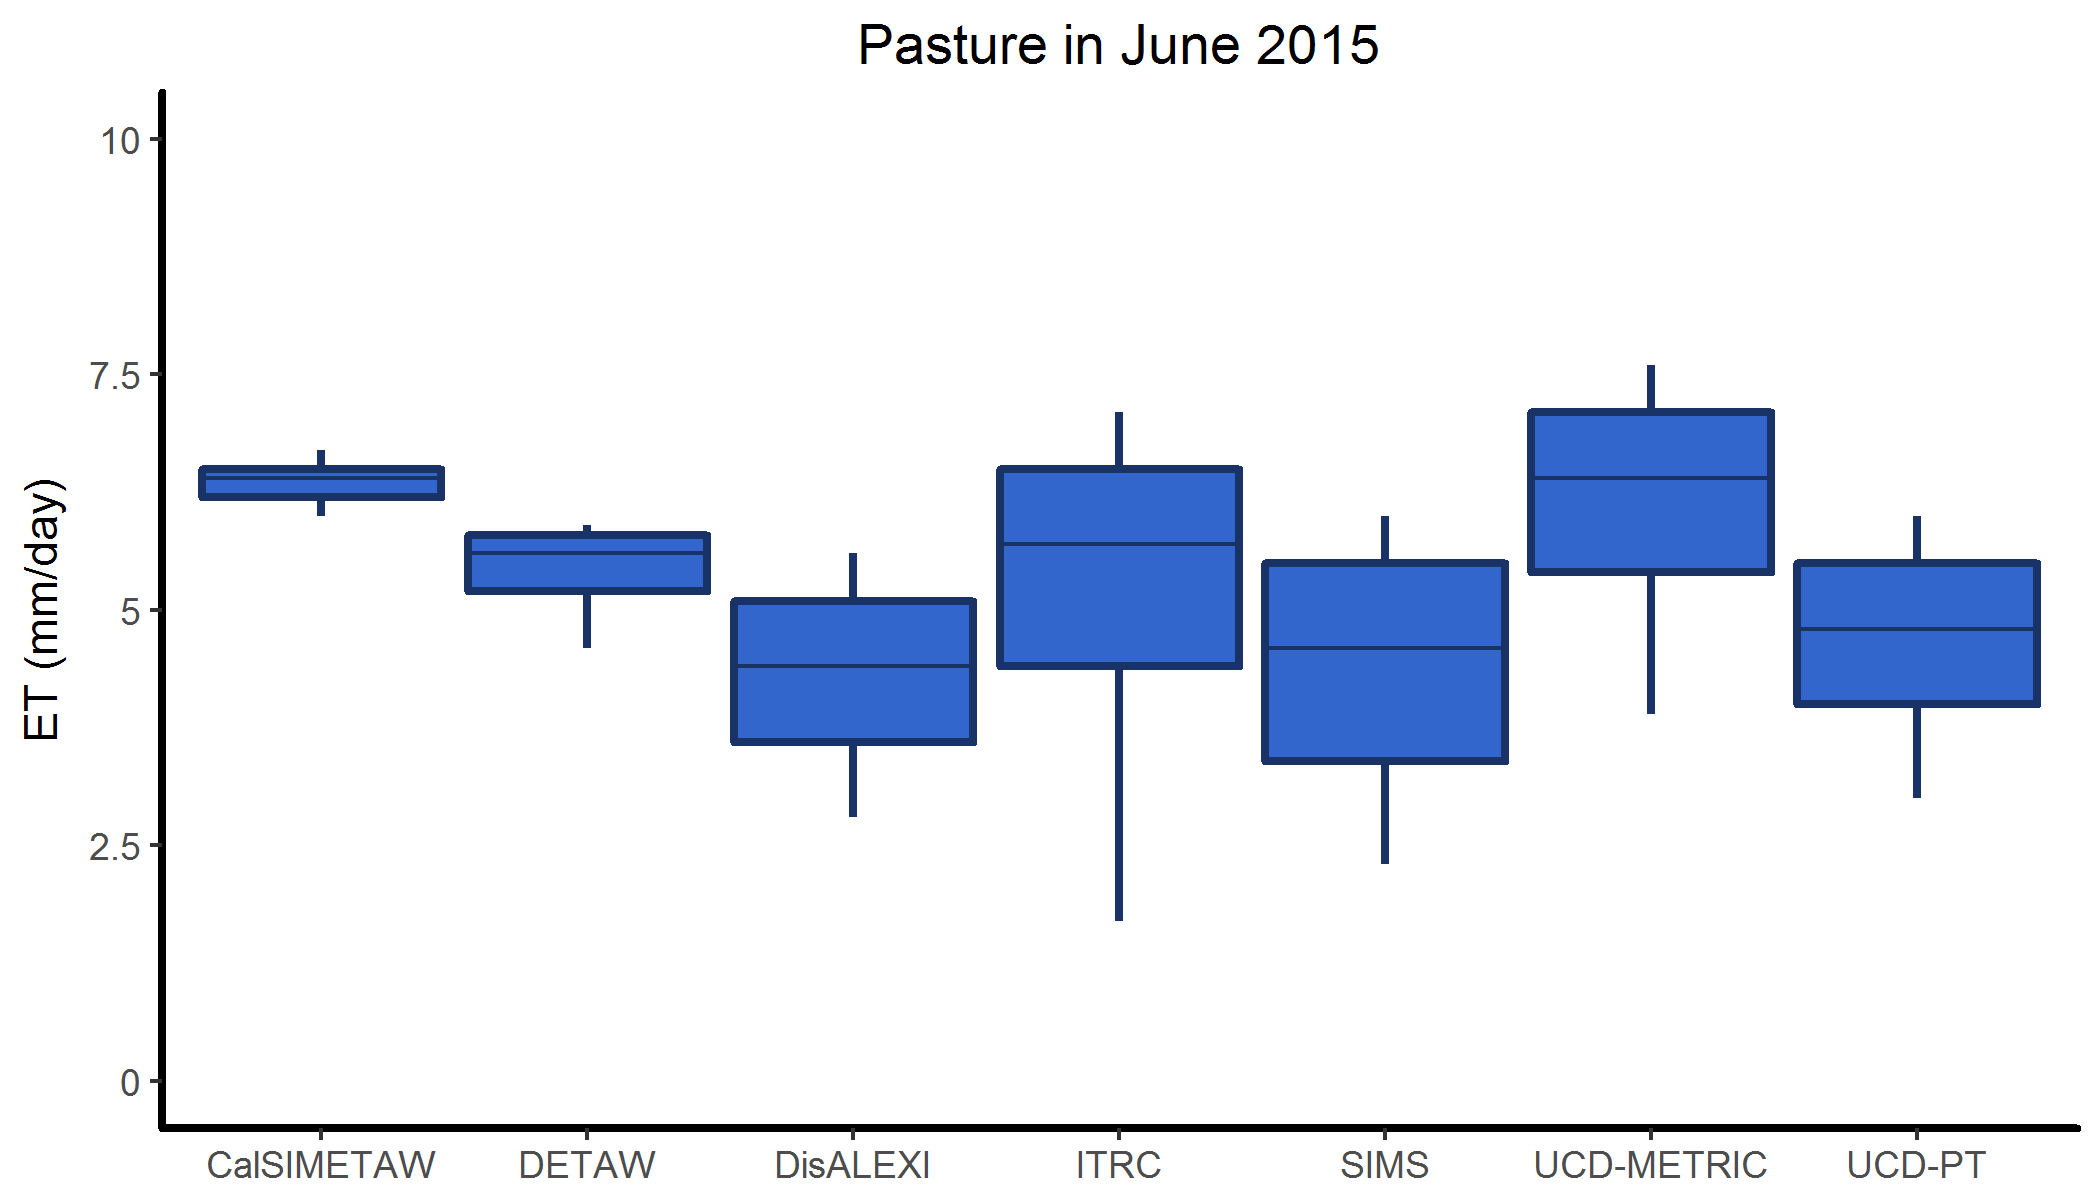 Pasture in June 2015
ET (mm/day)
10
7.5
5
2.5
0
CalSIMETAW DETAW DisALEXI ITRC SIMS UCD-METRIC UCD-PT